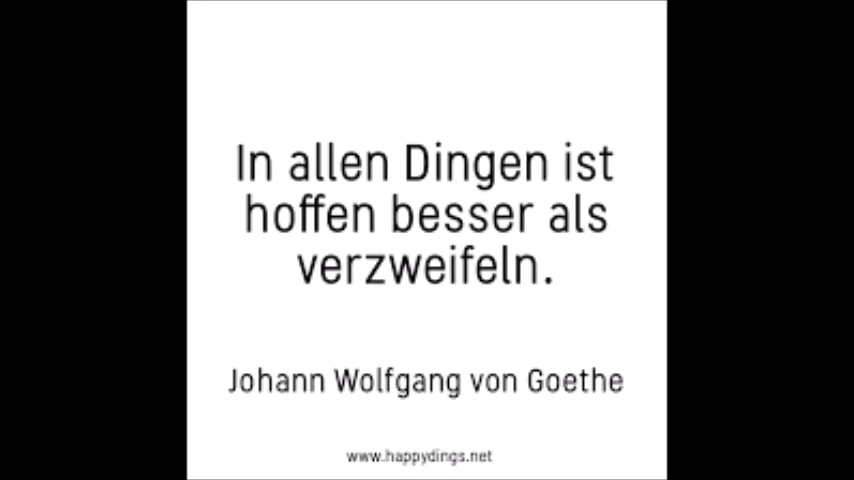 In allen Dingen ist
hoffen besser als
verzweifeln.
Johann Wolfgang von Goethe
www.happydings.net